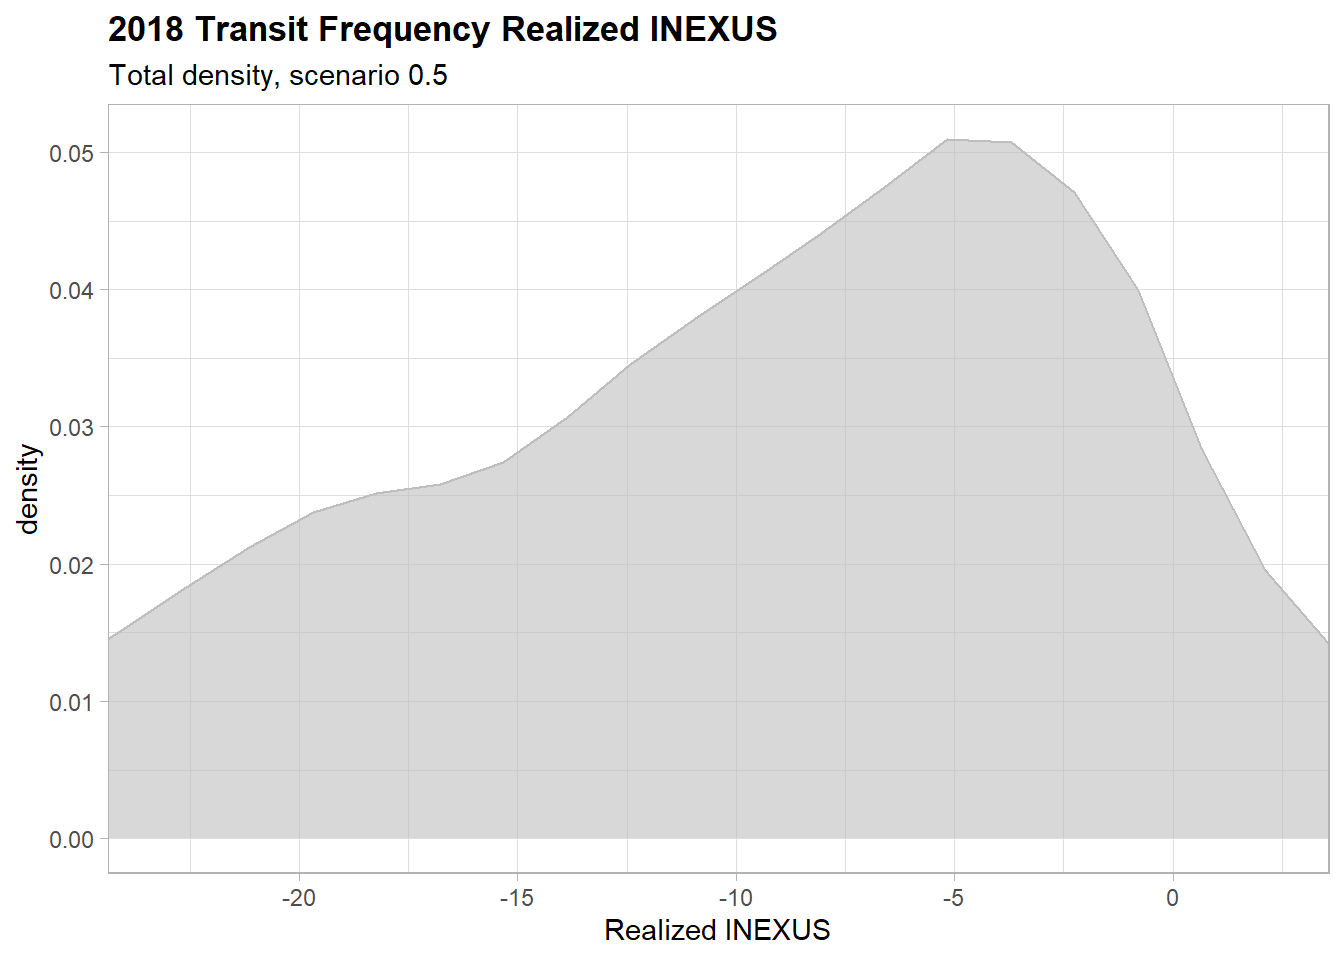 2018 Transit Frequency Realized INEXUS
Total density, scenario 0.5
0.05
0.04
0.03
0.02
0.01
0.00
density
-20 -15 -10 -5 0
Realized INEXUS